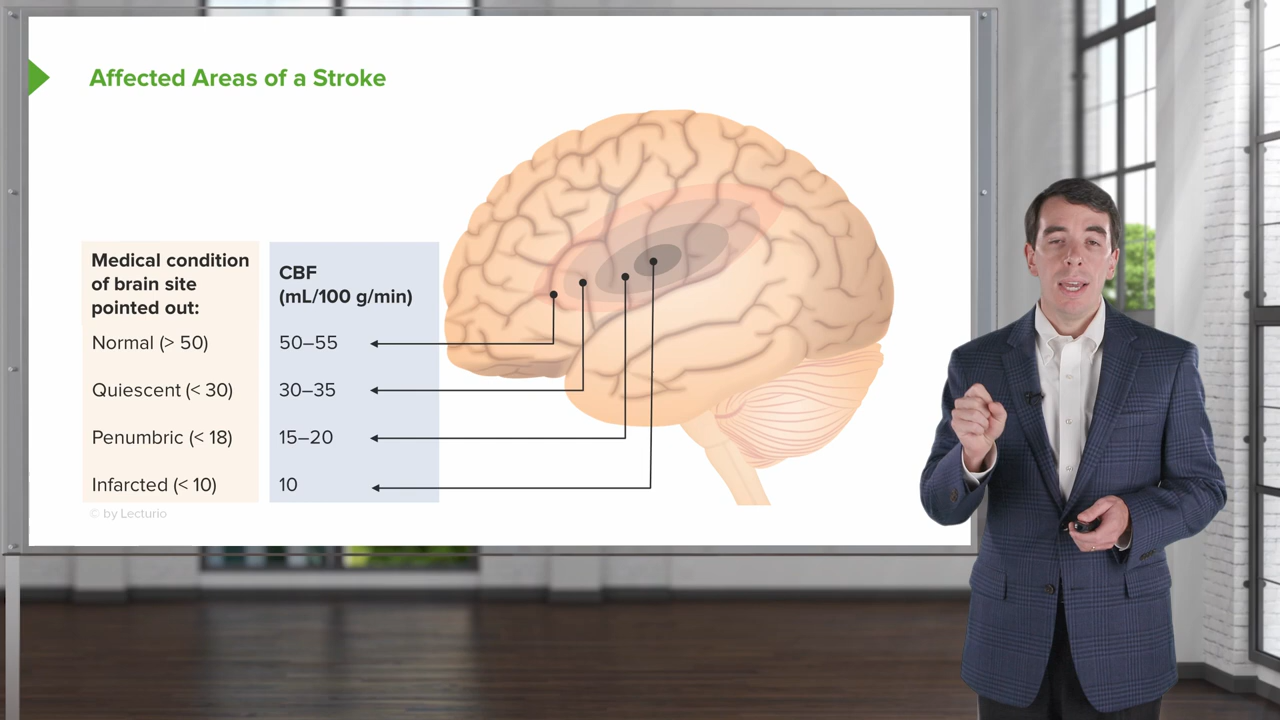 Affected Areas of a Stroke
Medical condition
of brain site
pointed out:
CBF
(mL/100 g/min)
Normal (> 50) 50–55
Quiescent (< 30) 30–35
Penumbric (< 18) 15–20
Infarcted (< 10) 10
© by Lecturio